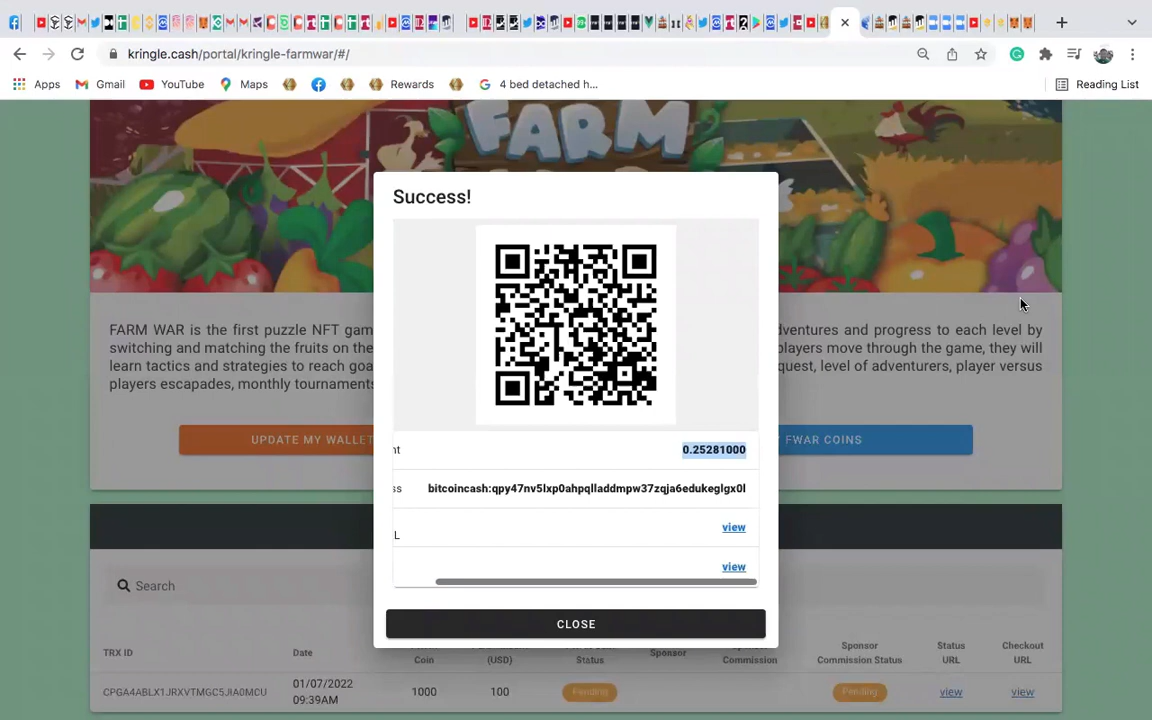 kringle.cash/portal/kringle-farmwar/#/
Apps Gmail YouTube Maps Rewards 4 bed detached h... Reading List
FARM
Success!
FARM WAR is the first puzzle NFT gam
switching and matching the fruits on the
learn tactics and strategies to reach goa
players escapades, monthly tournaments
dventures and progress to each level by
players move through the game, they will
quest, level of adventurers, player versus
nt 0.25281000
ss bitcoincash:qpy47nv5lxp0ahpqlladdmpw37zqja6edukeglgx0l
view
L
view
UPDATE MY WALLET
FWAR COINS
Search
CLOSE
TRX ID Date Coin (USD) Status Sponsor Commission Sponsor Commission Status Status URL Checkout URL
CPGA4ABLX1JRXVTMGC5JIA0MCU 01/07/2022 09:39AM 1000 100 Pending Pending view view